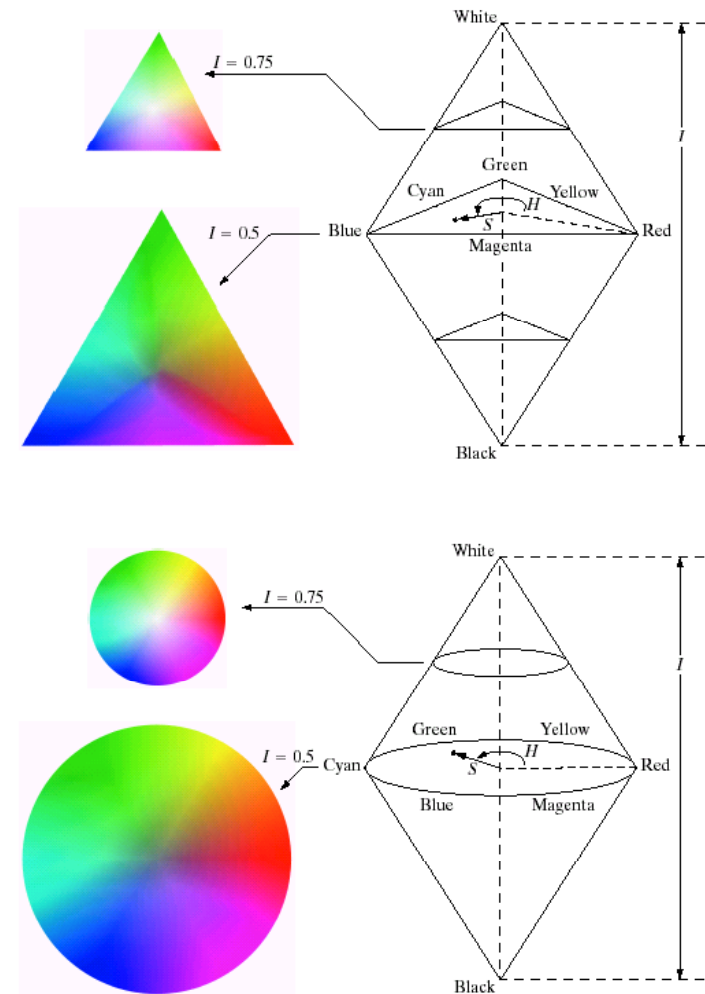 White
I = 0.75
I
Green
Cyan
Yellow
H
I = 0.5
Blue
S
Red
Magenta
Black
White
I = 0.75
I
Green
Yellow
H
I = 0.5
Cyan
S
Red
Blue
Magenta
Black